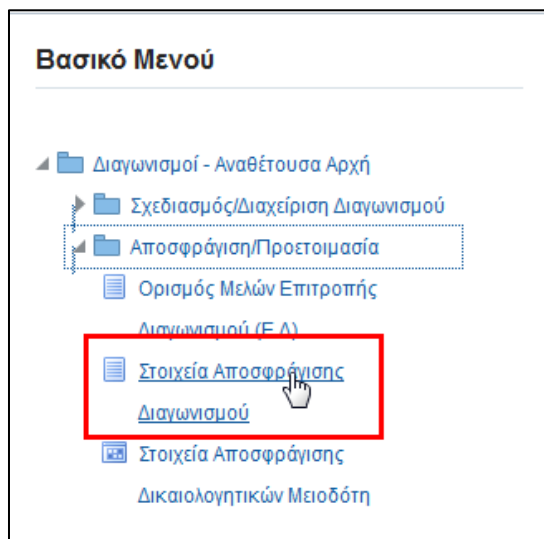 Βασικό Μενού
Διαγωνισμοί - Αναθέτουσα Αρχή
Σχεδιασμός/Διαχείριση Διαγωνισμού
Αποσφράγιση/Προετοιμασία
Ορισμός Μελών Επιτροπής
Διαγωνισμού (Ε.Δ)
Στοιχεία Αποσφράγισης
Διαγωνισμού
Στοιχεία Αποσφράγισης
Δικαιολογητικών Μειοδότη